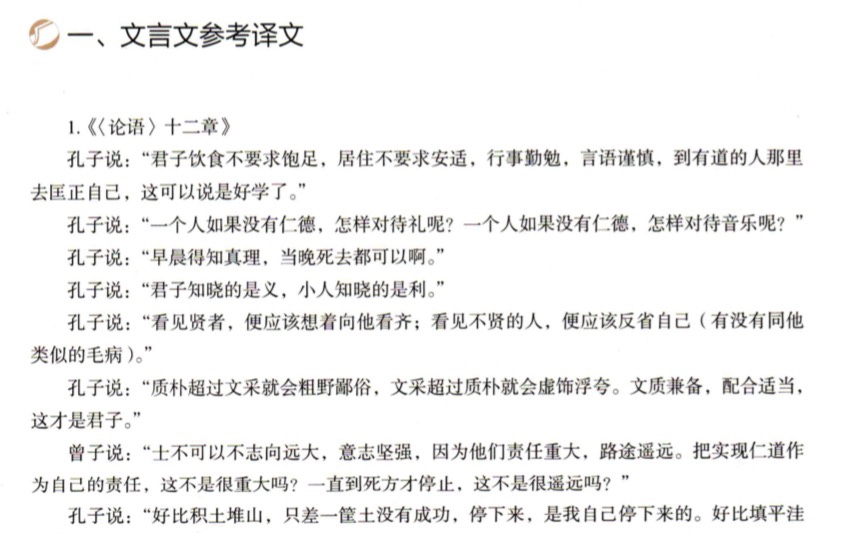 一、文言文参考译文
1.《〈论语〉十二章》
孔子说：“君子饮食不要求饱足，居住不要求安适，行事勤勉，言语谨慎，到有道的人那里
去匡正自己，这可以说是好学了。”
孔子说：“一个人如果没有仁德，怎样对待礼呢？一个人如果没有仁德，怎样对待音乐呢？”
孔子说：“早晨得知真理，当晚死去都可以啊。”
孔子说：“君子知晓的是义，小人知晓的是利。”
孔子说：“看见贤者，便应该想着向他看齐；看见不贤的人，便应该反省自己（有没有同他
类似的毛病）。”
孔子说：“质朴超过文采就会粗野鄙俗，文采超过质朴就会虚饰浮夸。文质兼备，配合适当，
这才是君子。”
曾子说：“士不可以不志向远大，意志坚强，因为他们责任重大，路途遥远。把实现仁道作
为自己的责任，这不是很重大吗？一直到死方才停止，这不是很遥远吗？”
孔子说：“好比积土堆山，只差一筐土没有成功，停下来，是我自己停下来的。好比填平洼